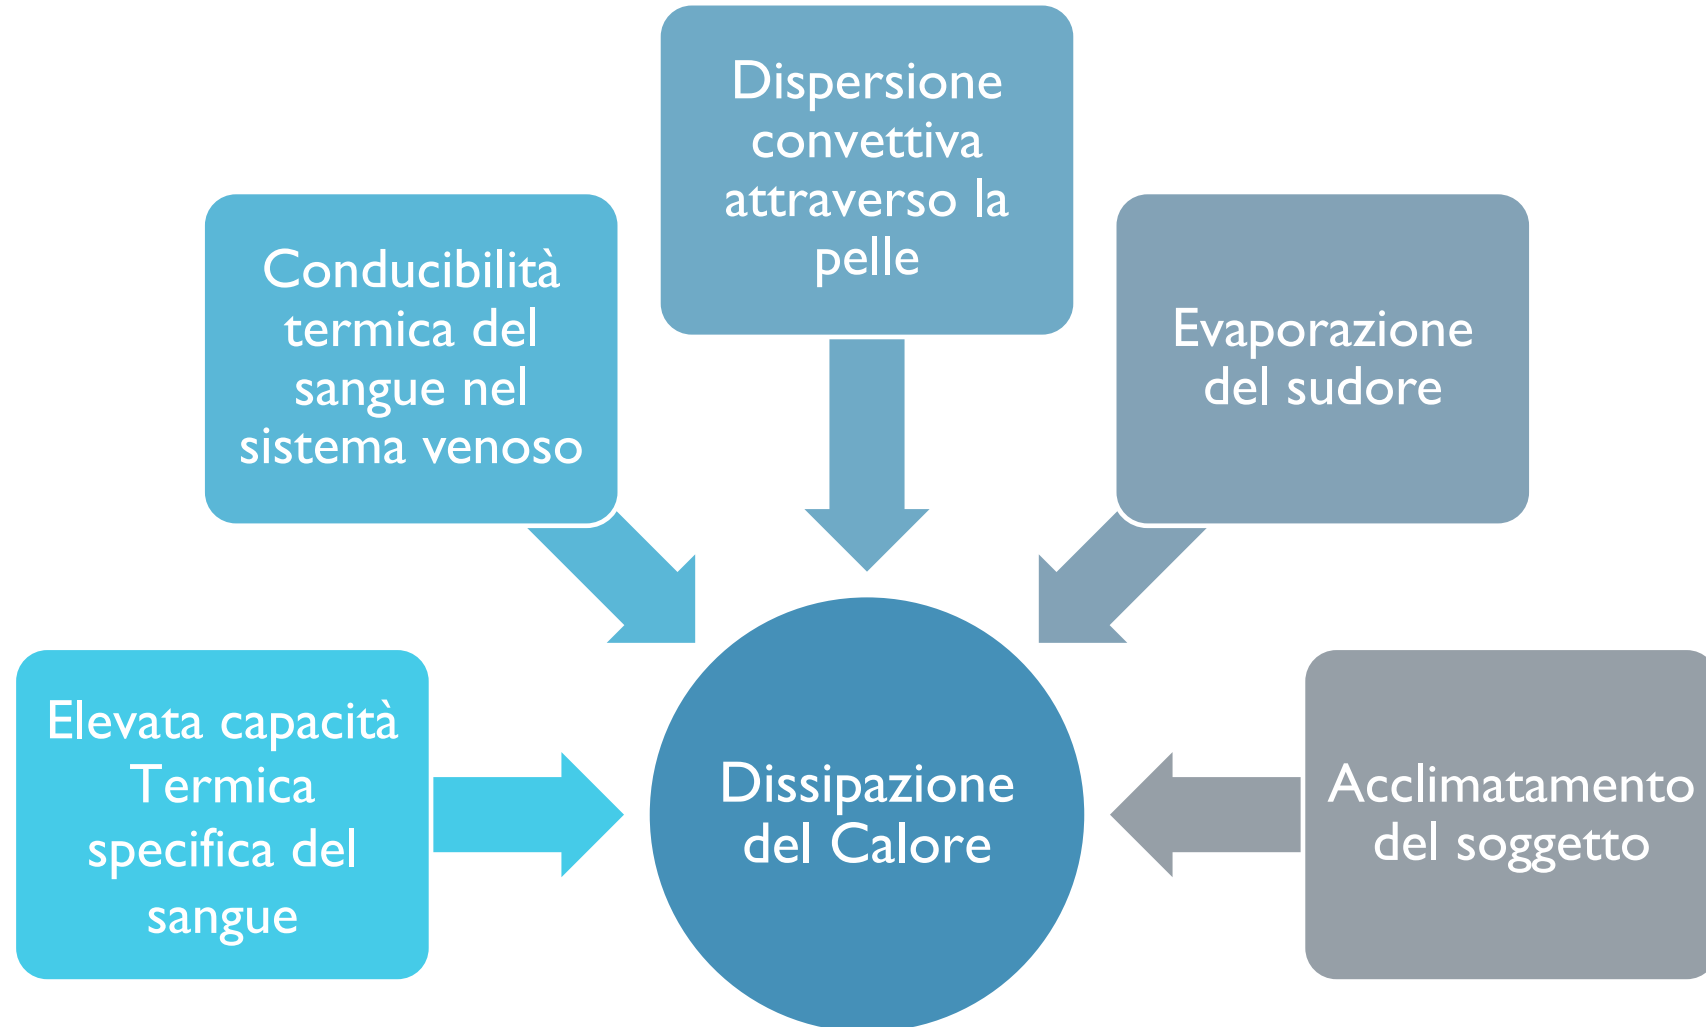 Dispersione
convettiva
attraverso la
pelle
Conducibilità
termica del
sangue nel
sistema venoso
Evaporazione
del sudore
Elevata capacità
Termica
specifica del
sangue
Dissipazione
del Calore
Acclimatamento
del soggetto